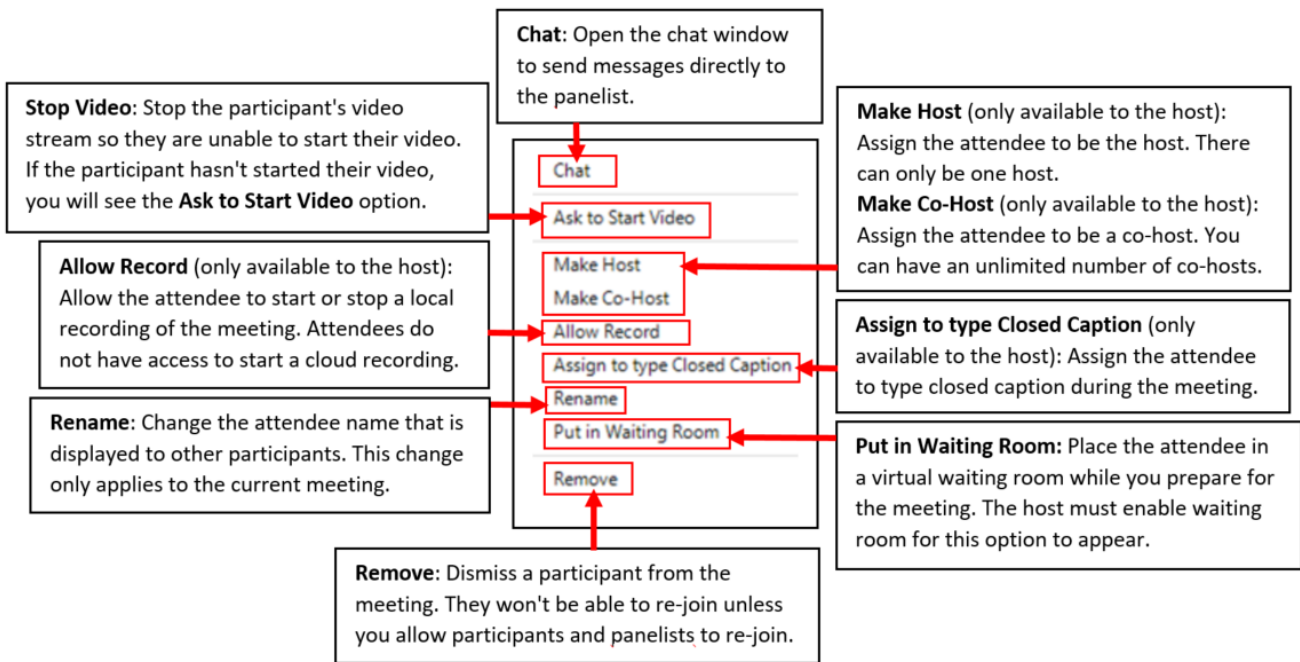 Chat: Open the chat window
to send messages directly to
the panelist.
Stop Video: Stop the participant's video
stream so they are unable to start their video.
If the participant hasn't started their video,
you will see the Ask to Start Video option.
Allow Record (only available to the host):
Allow the attendee to start or stop a local
recording of the meeting. Attendees do
not have access to start a cloud recording.
Rename: Change the attendee name that is
displayed to other participants. This change
only applies to the current meeting.
Chat
Ask to Start Video
Make Host
Make Co-Host
Allow Record
Assign to type Closed Caption
Rename
Put in Waiting Room
Remove
Make Host (only available to the host):
Assign the attendee to be the host. There
can only be one host.
Make Co-Host (only available to the host):
Assign the attendee to be a co-host. You
can have an unlimited number of co-hosts.
Assign to type Closed Caption (only
available to the host): Assign the attendee
to type closed caption during the meeting.
Put in Waiting Room: Place the attendee in
a virtual waiting room while you prepare for
the meeting. The host must enable waiting
room for this option to appear.
Remove: Dismiss a participant from the
meeting. They won't be able to re-join unless
you allow participants and panelists to re-join.